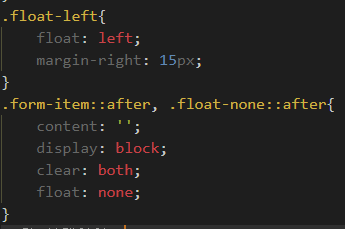 .float-left{
    float: left;
    margin-right: 15px;
}
.form-item::after, .float-none::after{
    content: '';
    display: block;
    clear: both;
    float: none;
}